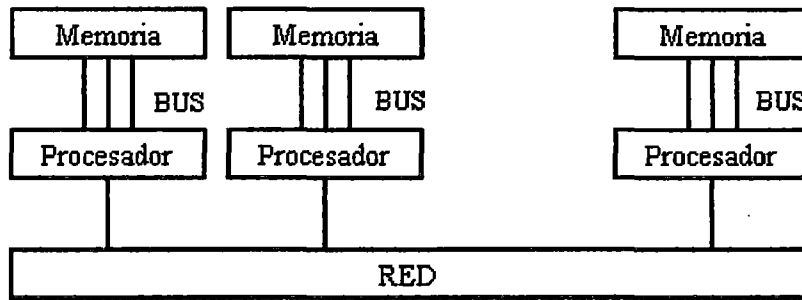 Memoria Memoria Memoria
BUS BUS BUS
Procesador Procesador Procesador
RED